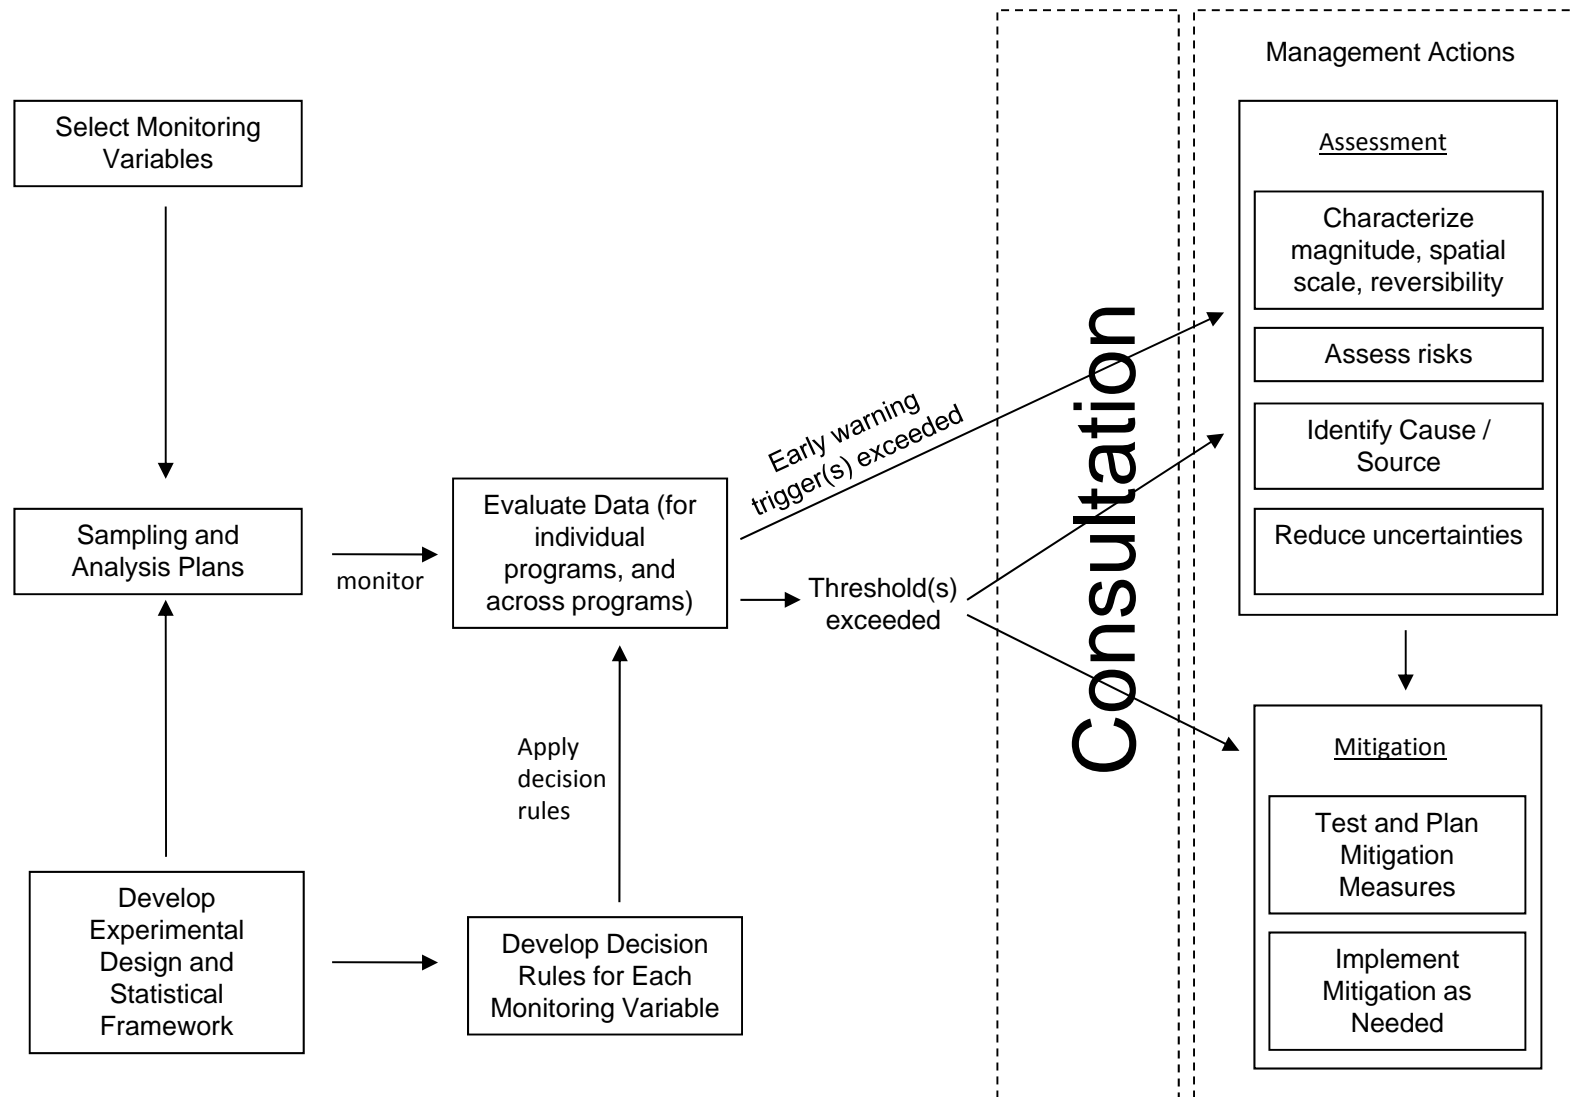 Management Actions
Select Monitoring
Variables
Sampling and
Analysis Plans
monitor
Develop
Experimental
Design and
Statistical
Framework
Evaluate Data (for
individual
programs, and
across programs)
Apply
decision
rules
Develop Decision
Rules for Each
Monitoring Variable
Early warning
trigger(s) exceeded
Threshold(s)
exceeded
Consultation
Assessment
Characterize
magnitude, spatial
scale, reversibility
Assess risks
Identify Cause /
Source
Reduce uncertainties
Mitigation
Test and Plan
Mitigation
Measures
Implement
Mitigation as
Needed